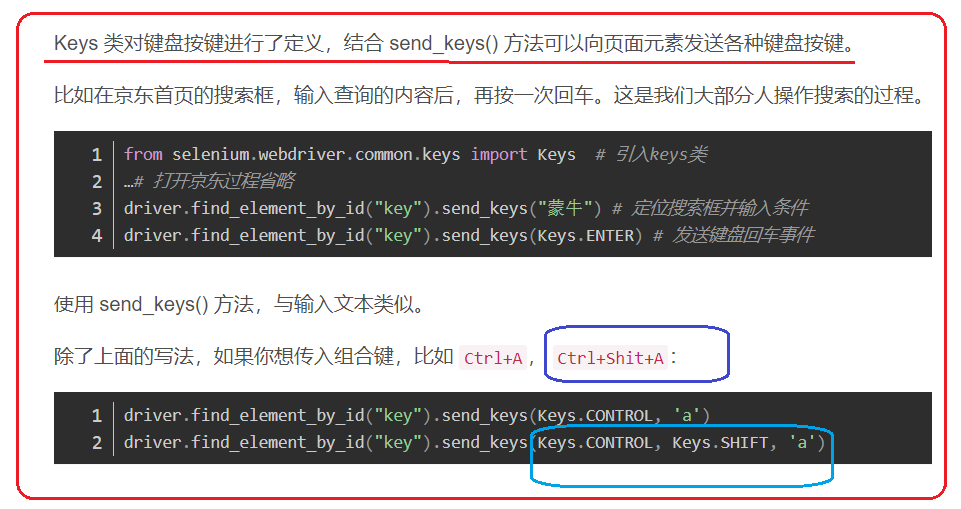 Keys 类对键盘按键进行了定义，结合 send_keys() 方法可以向页面元素发送各种键盘按键。
比如在京东首页的搜索框，输入查询的内容后，再按一次回车。这是我们大部分人操作搜索的过程。
1 from selenium.webdriver.common.keys import Keys  # 引入keys类
2 …# 打开京东过程省略
3 driver.find_element_by_id("key").send_keys("蒙牛") # 定位搜索框并输入条件
4 driver.find_element_by_id("key").send_keys(Keys.ENTER) # 发送键盘回车事件
使用 send_keys() 方法，与输入文本类似。
除了上面的写法，如果你想传入组合键，比如 Ctrl+A，Ctrl+Shit+A：
1 driver.find_element_by_id("key").send_keys(Keys.CONTROL, 'a')
2 driver.find_element_by_id("key").send_keys(Keys.CONTROL, Keys.SHIFT, 'a')